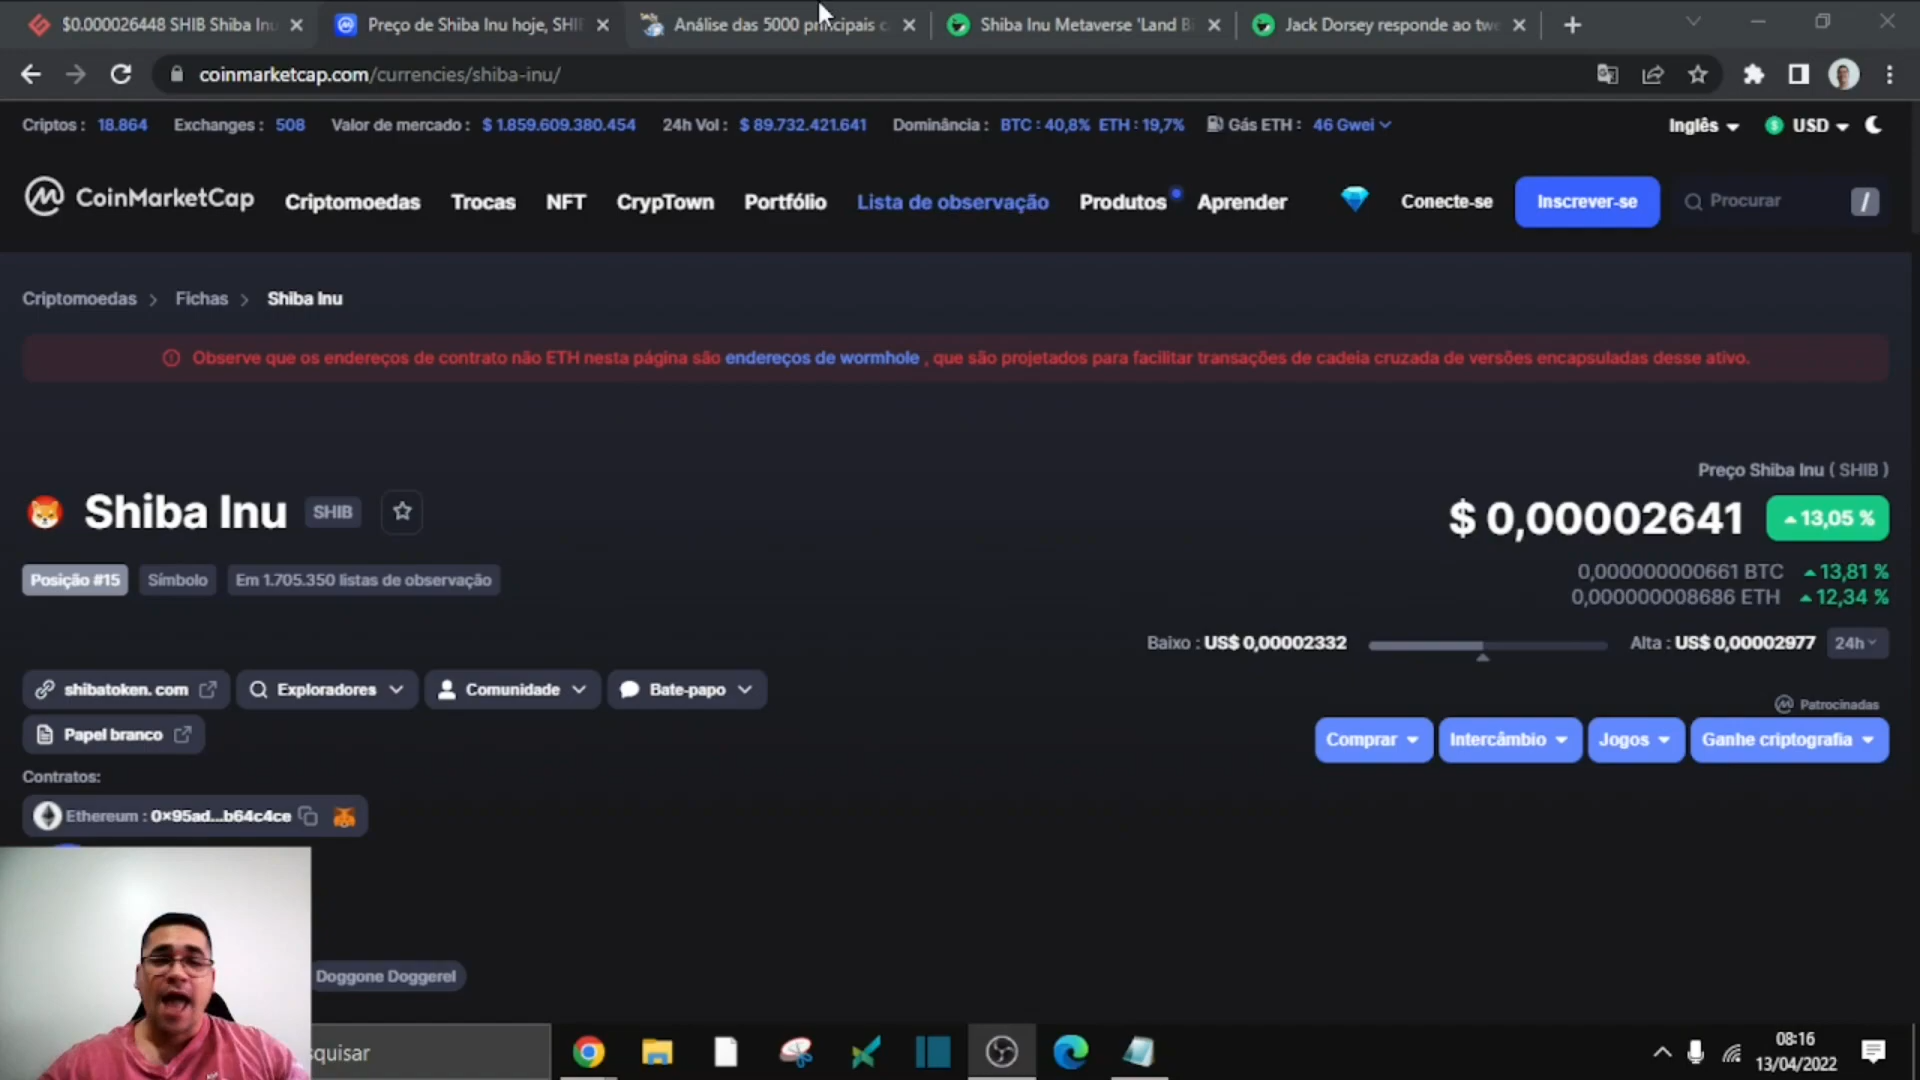 $0.000026448 SHIB Shiba Inu
Preço de Shiba Inu hoje, SHIB
Análise das 5000 principais c
Shiba Inu Metaverse 'Land Bi
Jack Dorsey responde ao twe
coinmarketcap.com/currencies/shiba-inu/
Criptos : 18.864 Exchanges : 508 Valor de mercado : $ 1.859.609.380.454 24h Vol : $ 89.732.421.641 Dominância : BTC : 40,8% ETH : 19,7% Gás ETH : 46 Gwei
Inglês USD
CoinMarketCap Criptomoedas Trocas NFT CrypTown Portfólio Lista de observação Produtos Aprender Conecte-se Inscrever-se Procurar /
Criptomoedas > Fichas > Shiba Inu
Observe que os endereços de contrato não ETH nesta página são endereços de wormhole , que são projetados para facilitar transações de cadeia cruzada de versões encapsuladas desse ativo.
Preço Shiba Inu ( SHIB )
Shiba Inu SHIB
$ 0,00002641 13,05 %
Posição #15 Símbolo Em 1.705.350 listas de observação
0,000000000661 BTC 13,81 %
0,000000008686 ETH 12,34 %
Baixo : US$ 0,00002332 Alta : US$ 0,00002977 24h
shibatoken. com Exploradores Comunidade Bate-papo
Patrocinadas
Papel branco
Comprar Intercâmbio Jogos Ganhe criptografia
Contratos:
Ethereum : 0x95ad...b64c4ce
Doggone Doggerel
squisar
08:16
13/04/2022